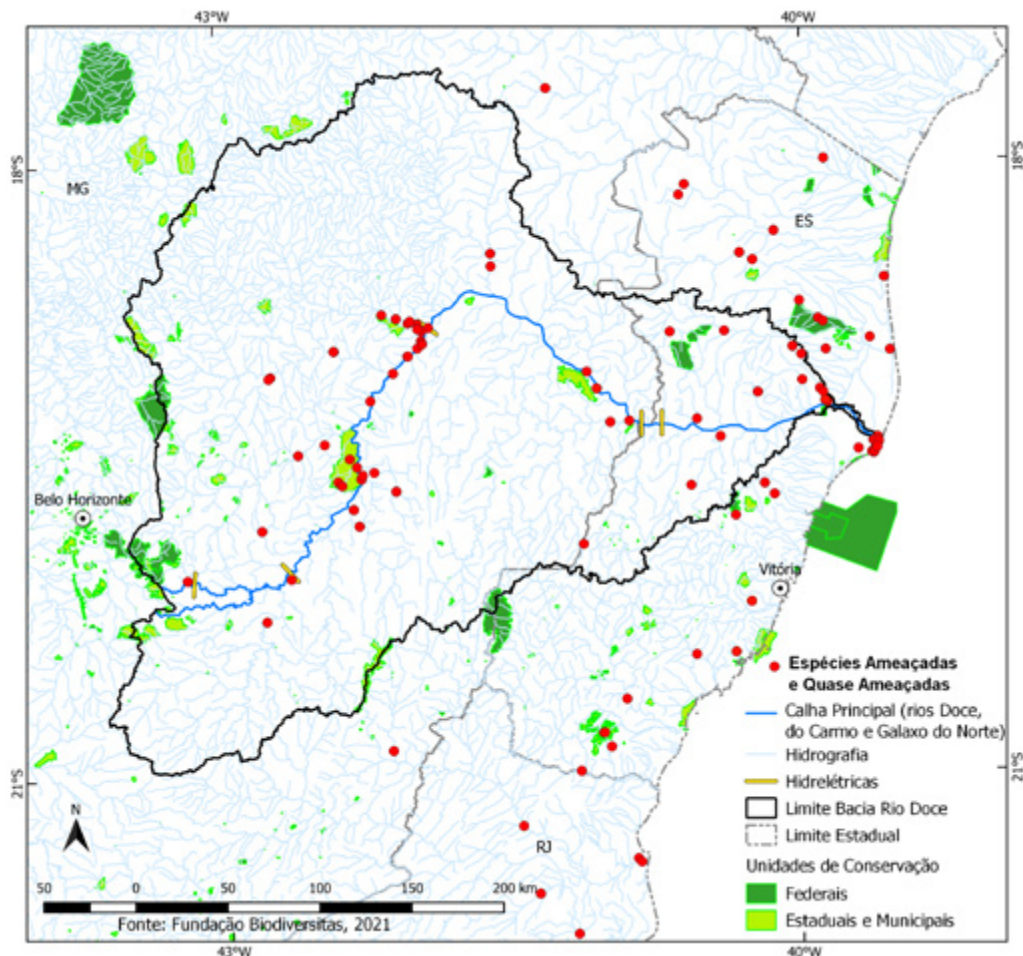 43°W
40°W
18°S
18°S
MG
ES
Belo Horizonte
Vitória
Espécies Ameaçadas
e Quase Ameaçadas
Calha Principal (rios Doce,
do Carmo e Galaxo do Norte)
Hidrografia
21°S
21°S
Hidrelétricas
Limite Bacia Rio Doce
N
Limite Estadual
RJ
Unidades de Conservação
50 0 50 100 150 200 km
Federais
Estaduais e Municipais
Fonte: Fundação Biodiversitas, 2021
43°W
40°W